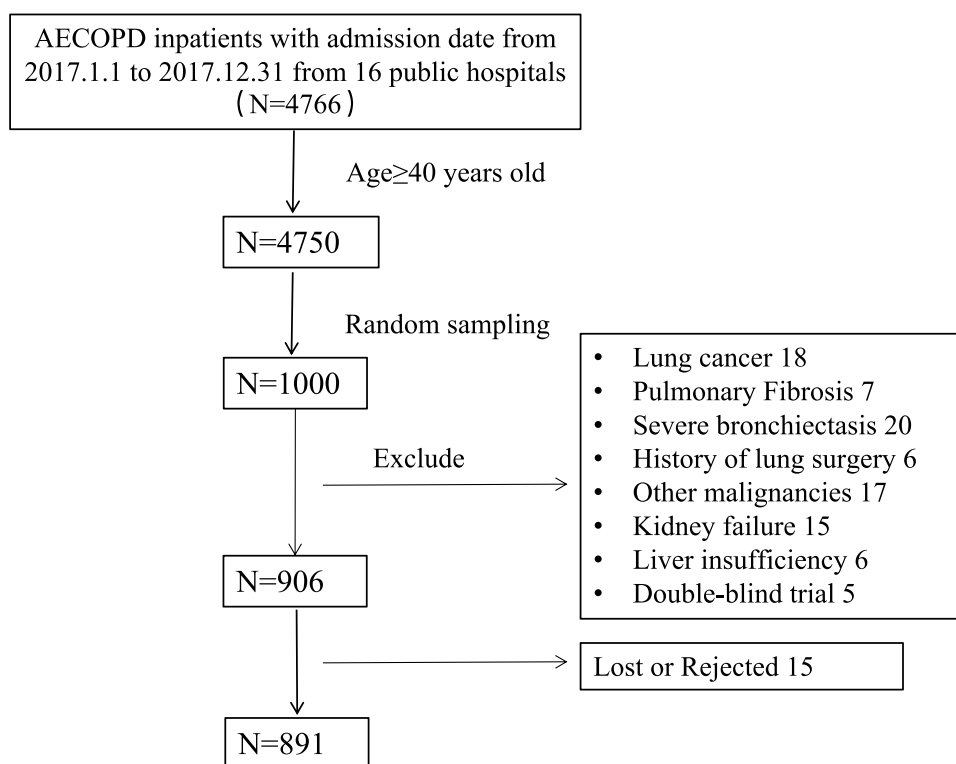 AECOPD inpatients with admission date from
2017.1.1 to 2017.12.31 from 16 public hospitals
(N=4766)
Age≥40 years old
N=4750
Random sampling
N=1000
Exclude
• Lung cancer 18
• Pulmonary Fibrosis 7
• Severe bronchiectasis 20
• History of lung surgery 6
• Other malignancies 17
• Kidney failure 15
• Liver insufficiency 6
• Double-blind trial 5
N=906
Lost or Rejected 15
N=891